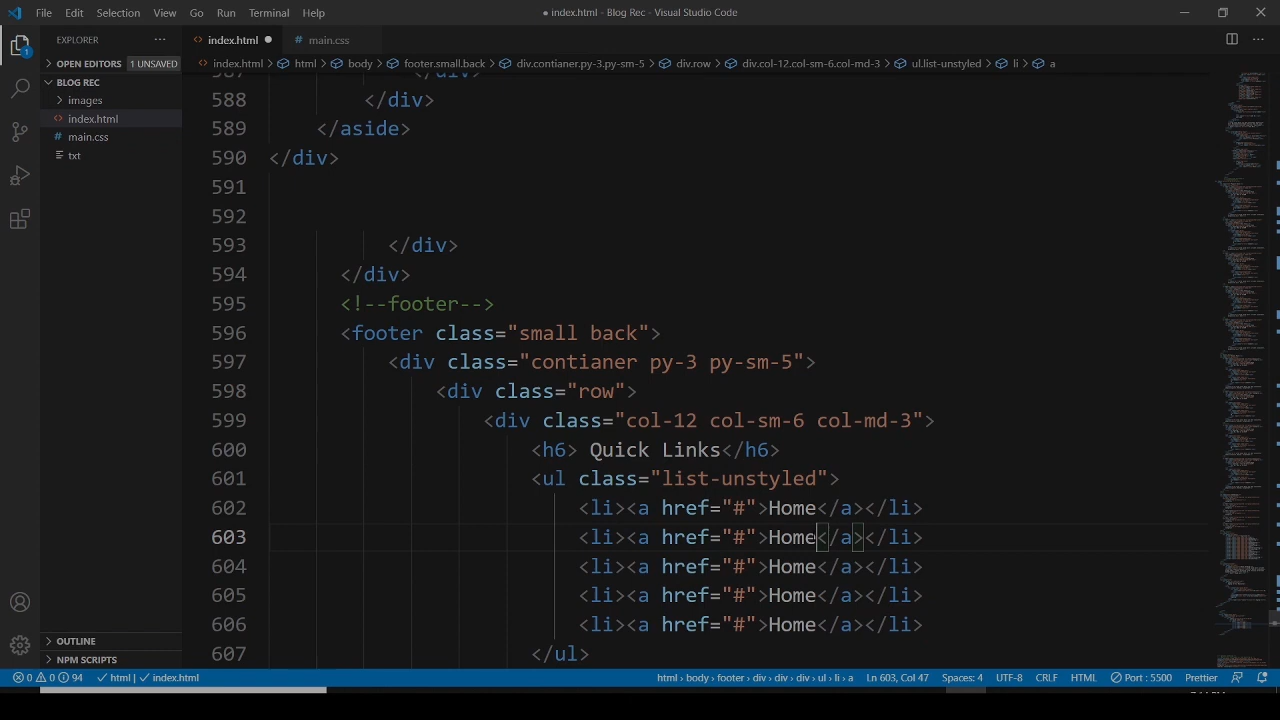 File Edit Selection View Go Run Terminal Help
● index.html - Blog Rec - Visual Studio Code
EXPLORER ···
index.html ●
main.css
OPEN EDITORS 1 UNSAVED
index.html > html > body > footer.small.back > div.contianer.py-3.py-sm-5 > div.row > div.col-12.col-sm-6.col-md-3 > ul.list-unstyled > li > a
1
BLOG REC
images
index.html
main.css
txt
587 </div>
588 </div>
589 </aside>
590 </div>
591
592
593 </div>
594 </div>
595 <!--footer-->
596 <footer class="small back">
597 <div class="contianer py-3 py-sm-5">
598 <div class="row">
599 <div class="col-12 col-sm-6 col-md-3">
600 <h6> Quick Links</h6>
601 <ul class="list-unstyled">
602 <li><a href="#">Home</a></li>
603 <li><a href="#">Home</a></li>
604 <li><a href="#">Home</a></li>
605 <li><a href="#">Home</a></li>
606 <li><a href="#">Home</a></li>
607 </ul>
OUTLINE
NPM SCRIPTS
0 0 94 html | index.html html › body › footer › div › div › div › ul › li › a Ln 603, Col 47 Spaces: 4 UTF-8 CRLF HTML Port : 5500 Prettier